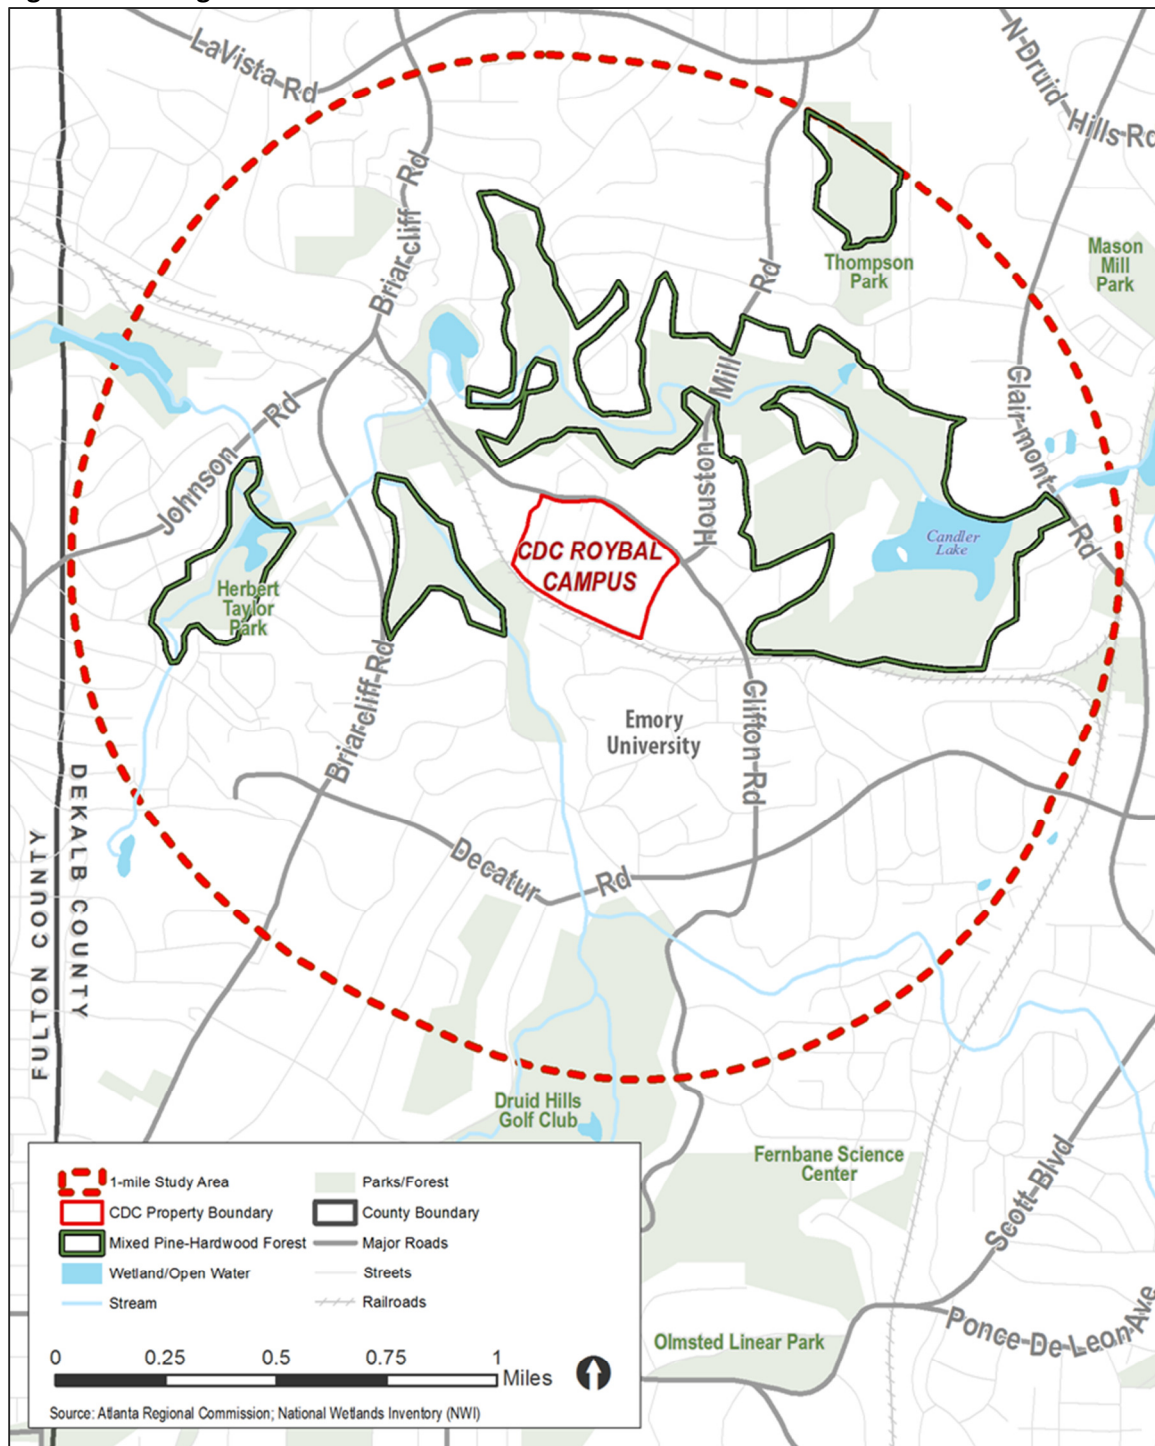 LaVista Rd
N Druid Hills Rd
Briarcliff Rd
Rd
Thompson
Park
Mason
Mill
Park
Houston Mill
Johnson Rd
Clairmont Rd
Candler
Lake
CDC ROYBAL
CAMPUS
Herbert
Taylor
Park
Briarcliff Rd
Emory
University
Clifton Rd
DEKALB COUNTY
FULTON COUNTY
Decatur Rd
Druid Hills
Golf Club
Fernbane Science
Center
Scott Blvd
Ponce-De-Leon Ave
Olmsted Linear Park
1-mile Study Area
CDC Property Boundary
Mixed Pine-Hardwood Forest
Wetland/Open Water
Stream
Parks/Forest
County Boundary
Major Roads
Streets
Railroads
0 0.25 0.5 0.75 1
Miles
Source: Atlanta Regional Commission; National Wetlands Inventory (NWI)